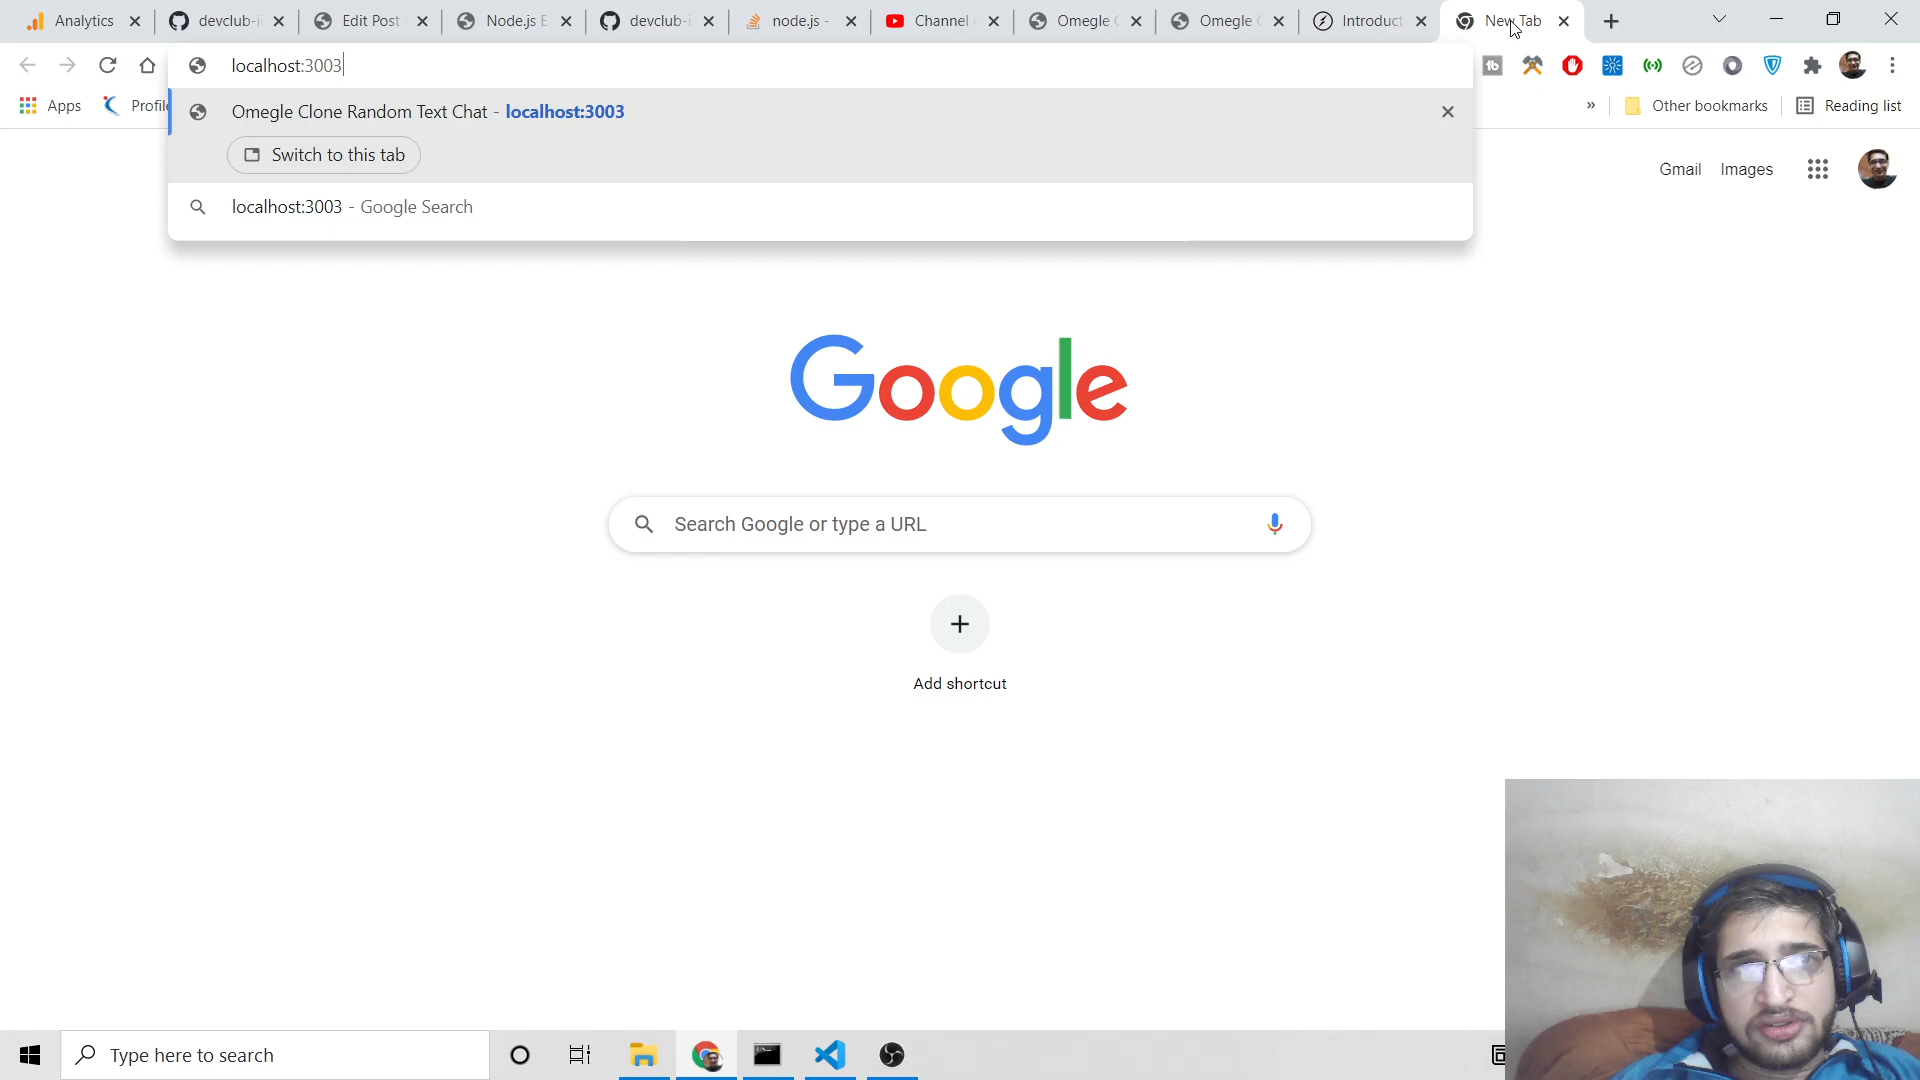 Analytics
devclub-i
Edit Post
Node.js E
devclub-i
node.js -
Channel
Omegle C
Omegle C
Introduct
New Tab
localhost:3003
Apps
Profile
Omegle Clone Random Text Chat - localhost:3003
Switch to this tab
localhost:3003 - Google Search
»
Other bookmarks
Reading list
Gmail
Images
Google
Search Google or type a URL
Add shortcut
Type here to search